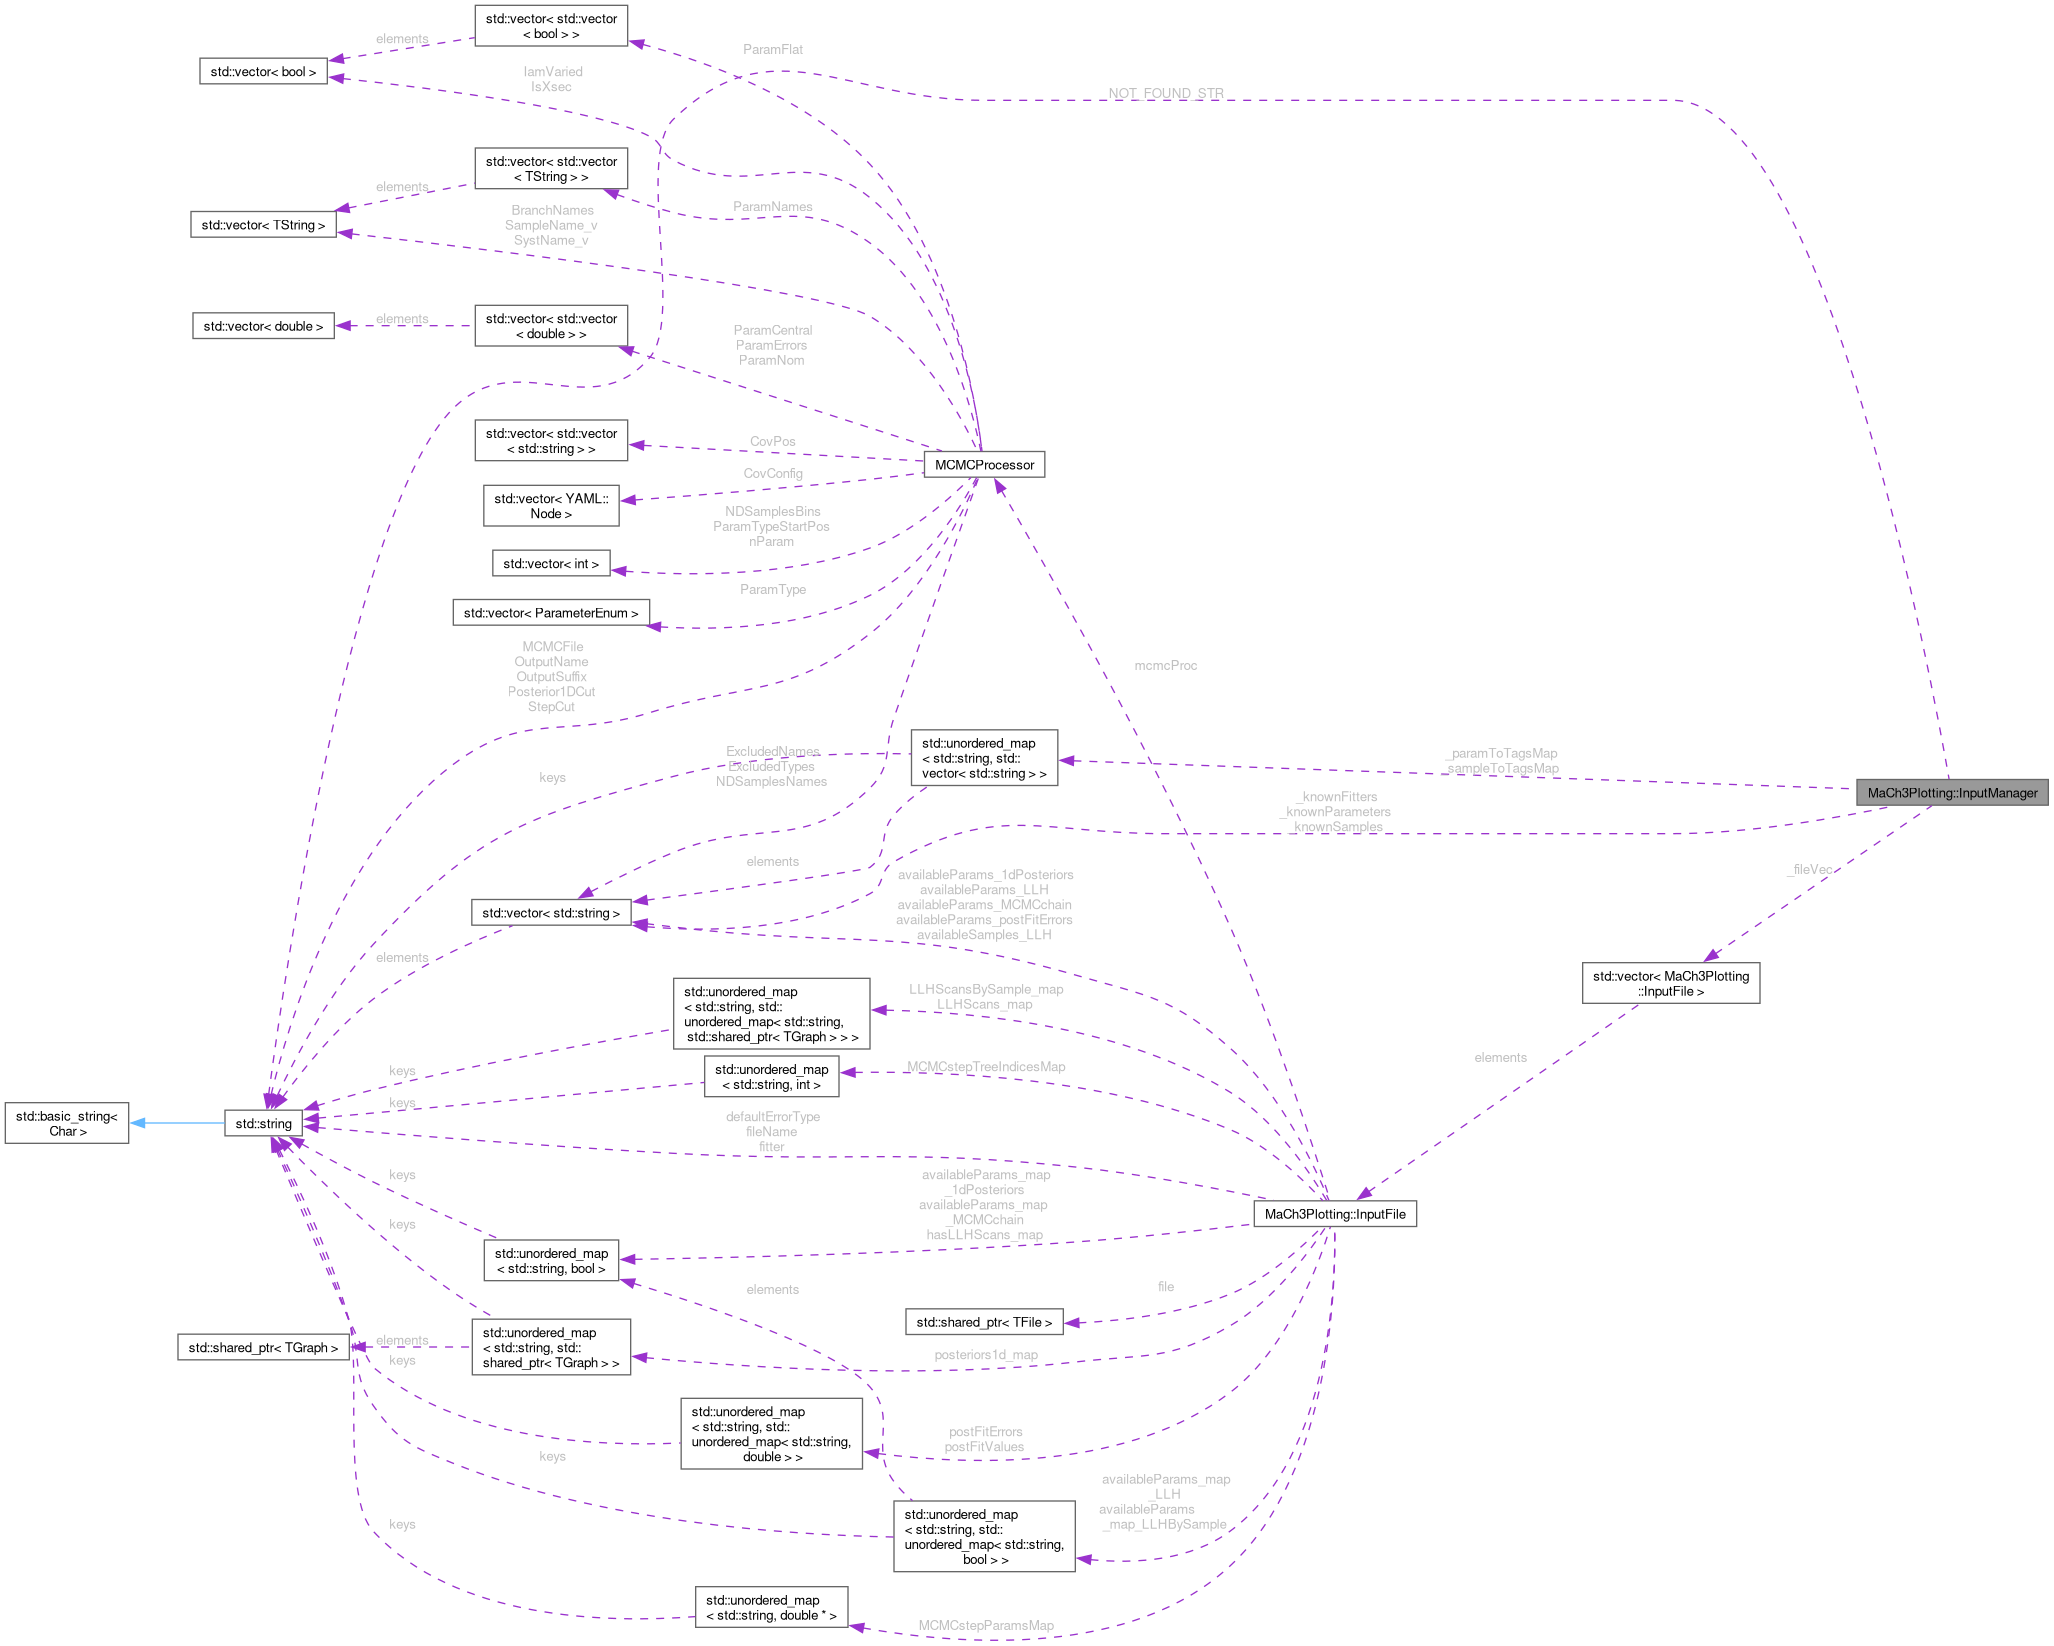 std::vector< std::vector
< bool > >
elements
ParamFlat
std::vector< bool >
IamVaried
IsXsec
NOT_FOUND_STR
std::vector< std::vector
< TString > >
elements
ParamNames
std::vector< TString >
BranchNames
SampleName_v
SystName_v
std::vector< double >
elements
std::vector< std::vector
< double > >
ParamCentral
ParamErrors
ParamNom
std::vector< std::vector
< std::string > >
CovPos
MCMCProcessor
CovConfig
std::vector< YAML::
Node >
NDSamplesBins
ParamTypeStartPos
nParam
std::vector< int >
ParamType
std::vector< ParameterEnum >
MCMCFile
OutputName
OutputSuffix
Posterior1DCut
StepCut
mcmcProc
std::unordered_map
< std::string, std::
vector< std::string > >
ExcludedNames
ExcludedTypes
NDSamplesNames
keys
_paramToTagsMap
_sampleToTagsMap
MaCh3Plotting::InputManager
_knownFitters
_knownParameters
_knownSamples
elements
_fileVec
availableParams_1dPosteriors
availableParams_LLH
availableParams_MCMCchain
availableParams_postFitErrors
availableSamples_LLH
std::vector< std::string >
elements
std::vector< MaCh3Plotting
::InputFile >
std::unordered_map
< std::string, std::
unordered_map< std::string,
std::shared_ptr< TGraph > > >
LLHScansBySample_map
LLHScans_map
elements
keys
std::unordered_map
< std::string, int >
MCMCstepTreeIndicesMap
keys
std::basic_string<
Char >
std::string
defaultErrorType
fileName
fitter
keys
availableParams_map
_1dPosteriors
availableParams_map
_MCMCchain
hasLLHScans_map
MaCh3Plotting::InputFile
keys
std::unordered_map
< std::string, bool >
elements
file
std::shared_ptr< TFile >
std::shared_ptr< TGraph >
elements
std::unordered_map
< std::string, std::
shared_ptr< TGraph > >
posteriors1d_map
keys
std::unordered_map
< std::string, std::
unordered_map< std::string,
double > >
postFitErrors
postFitValues
keys
availableParams_map
_LLH
availableParams
_map_LLHBySample
std::unordered_map
< std::string, std::
unordered_map< std::string,
bool > >
keys
std::unordered_map
< std::string, double * >
MCMCstepParamsMap